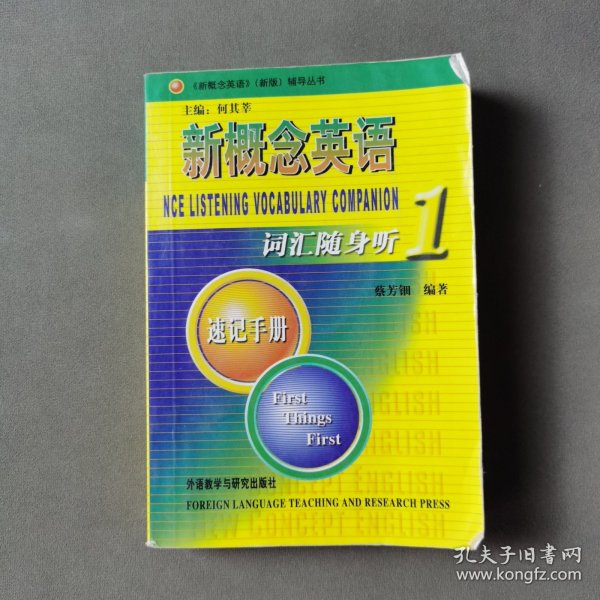 《新概念英语》(新版) 辅导丛书
主编：何其莘
新概念英语
NCE LISTENING VOCABULARY COMPANION
词汇随身听 1
蔡芳钿 编著
速记手册
First
Things
First
外语教学与研究出版社
FOREIGN LANGUAGE TEACHING AND RESEARCH PRESS
NEW CONCEPT ENGLISH
孔夫子旧书网
www.kongfz.com